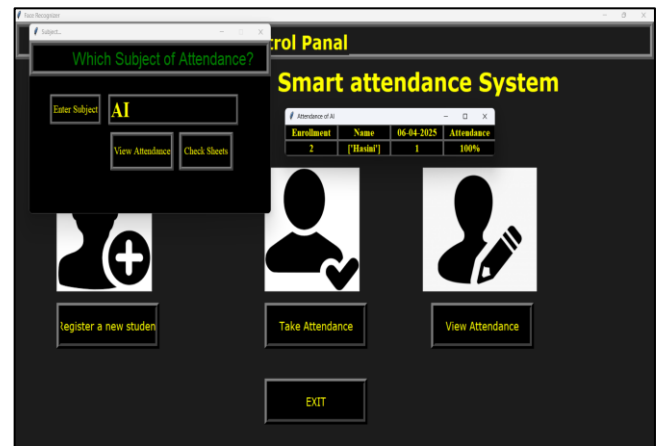 Face Recognizer
Subject...
Which Subject of Attendance?
trol Panal
Smart attendance System
Enter Subject
AI
View Attendance
Check Sheets
Attendance of AI
Enrollment Name 06-04-2025 Attendance
2 ['Hasini'] 1 100%
Register a new studen
Take Attendance
View Attendance
EXIT